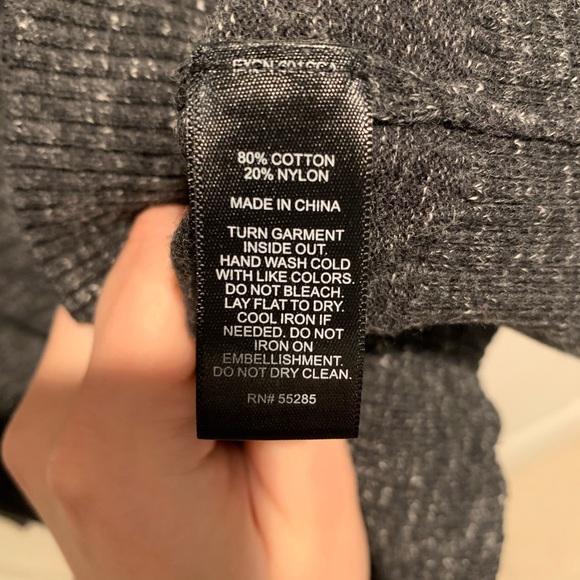 80% COTTON
20% NYLON
MADE IN CHINA
TURN GARMENT
INSIDE OUT.
HAND WASH COLD
WITH LIKE COLORS.
DO NOT BLEACH.
LAY FLAT TO DRY.
COOL IRON IF
NEEDED. DO NOT
IRON ON
EMBELLISHMENT.
DO NOT DRY CLEAN.
RN# 55285